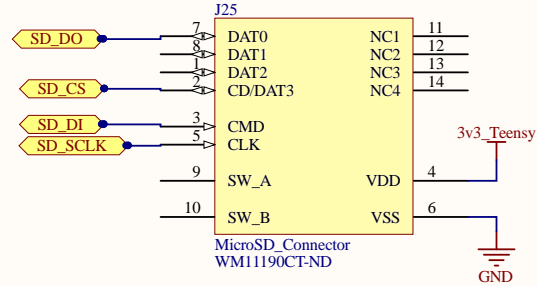 J25
SD_DO 7 DAT0 NC1 11
8 DAT1 NC2 12
1 DAT2 NC3 13
SD_CS 2 CD/DAT3 NC4 14
SD_DI 3 CMD
3v3_Teensy
SD_SCLK 5 CLK
9 SW_A VDD 4
10 SW_B VSS 6
MicroSD_Connector
WM11190CT-ND
GND